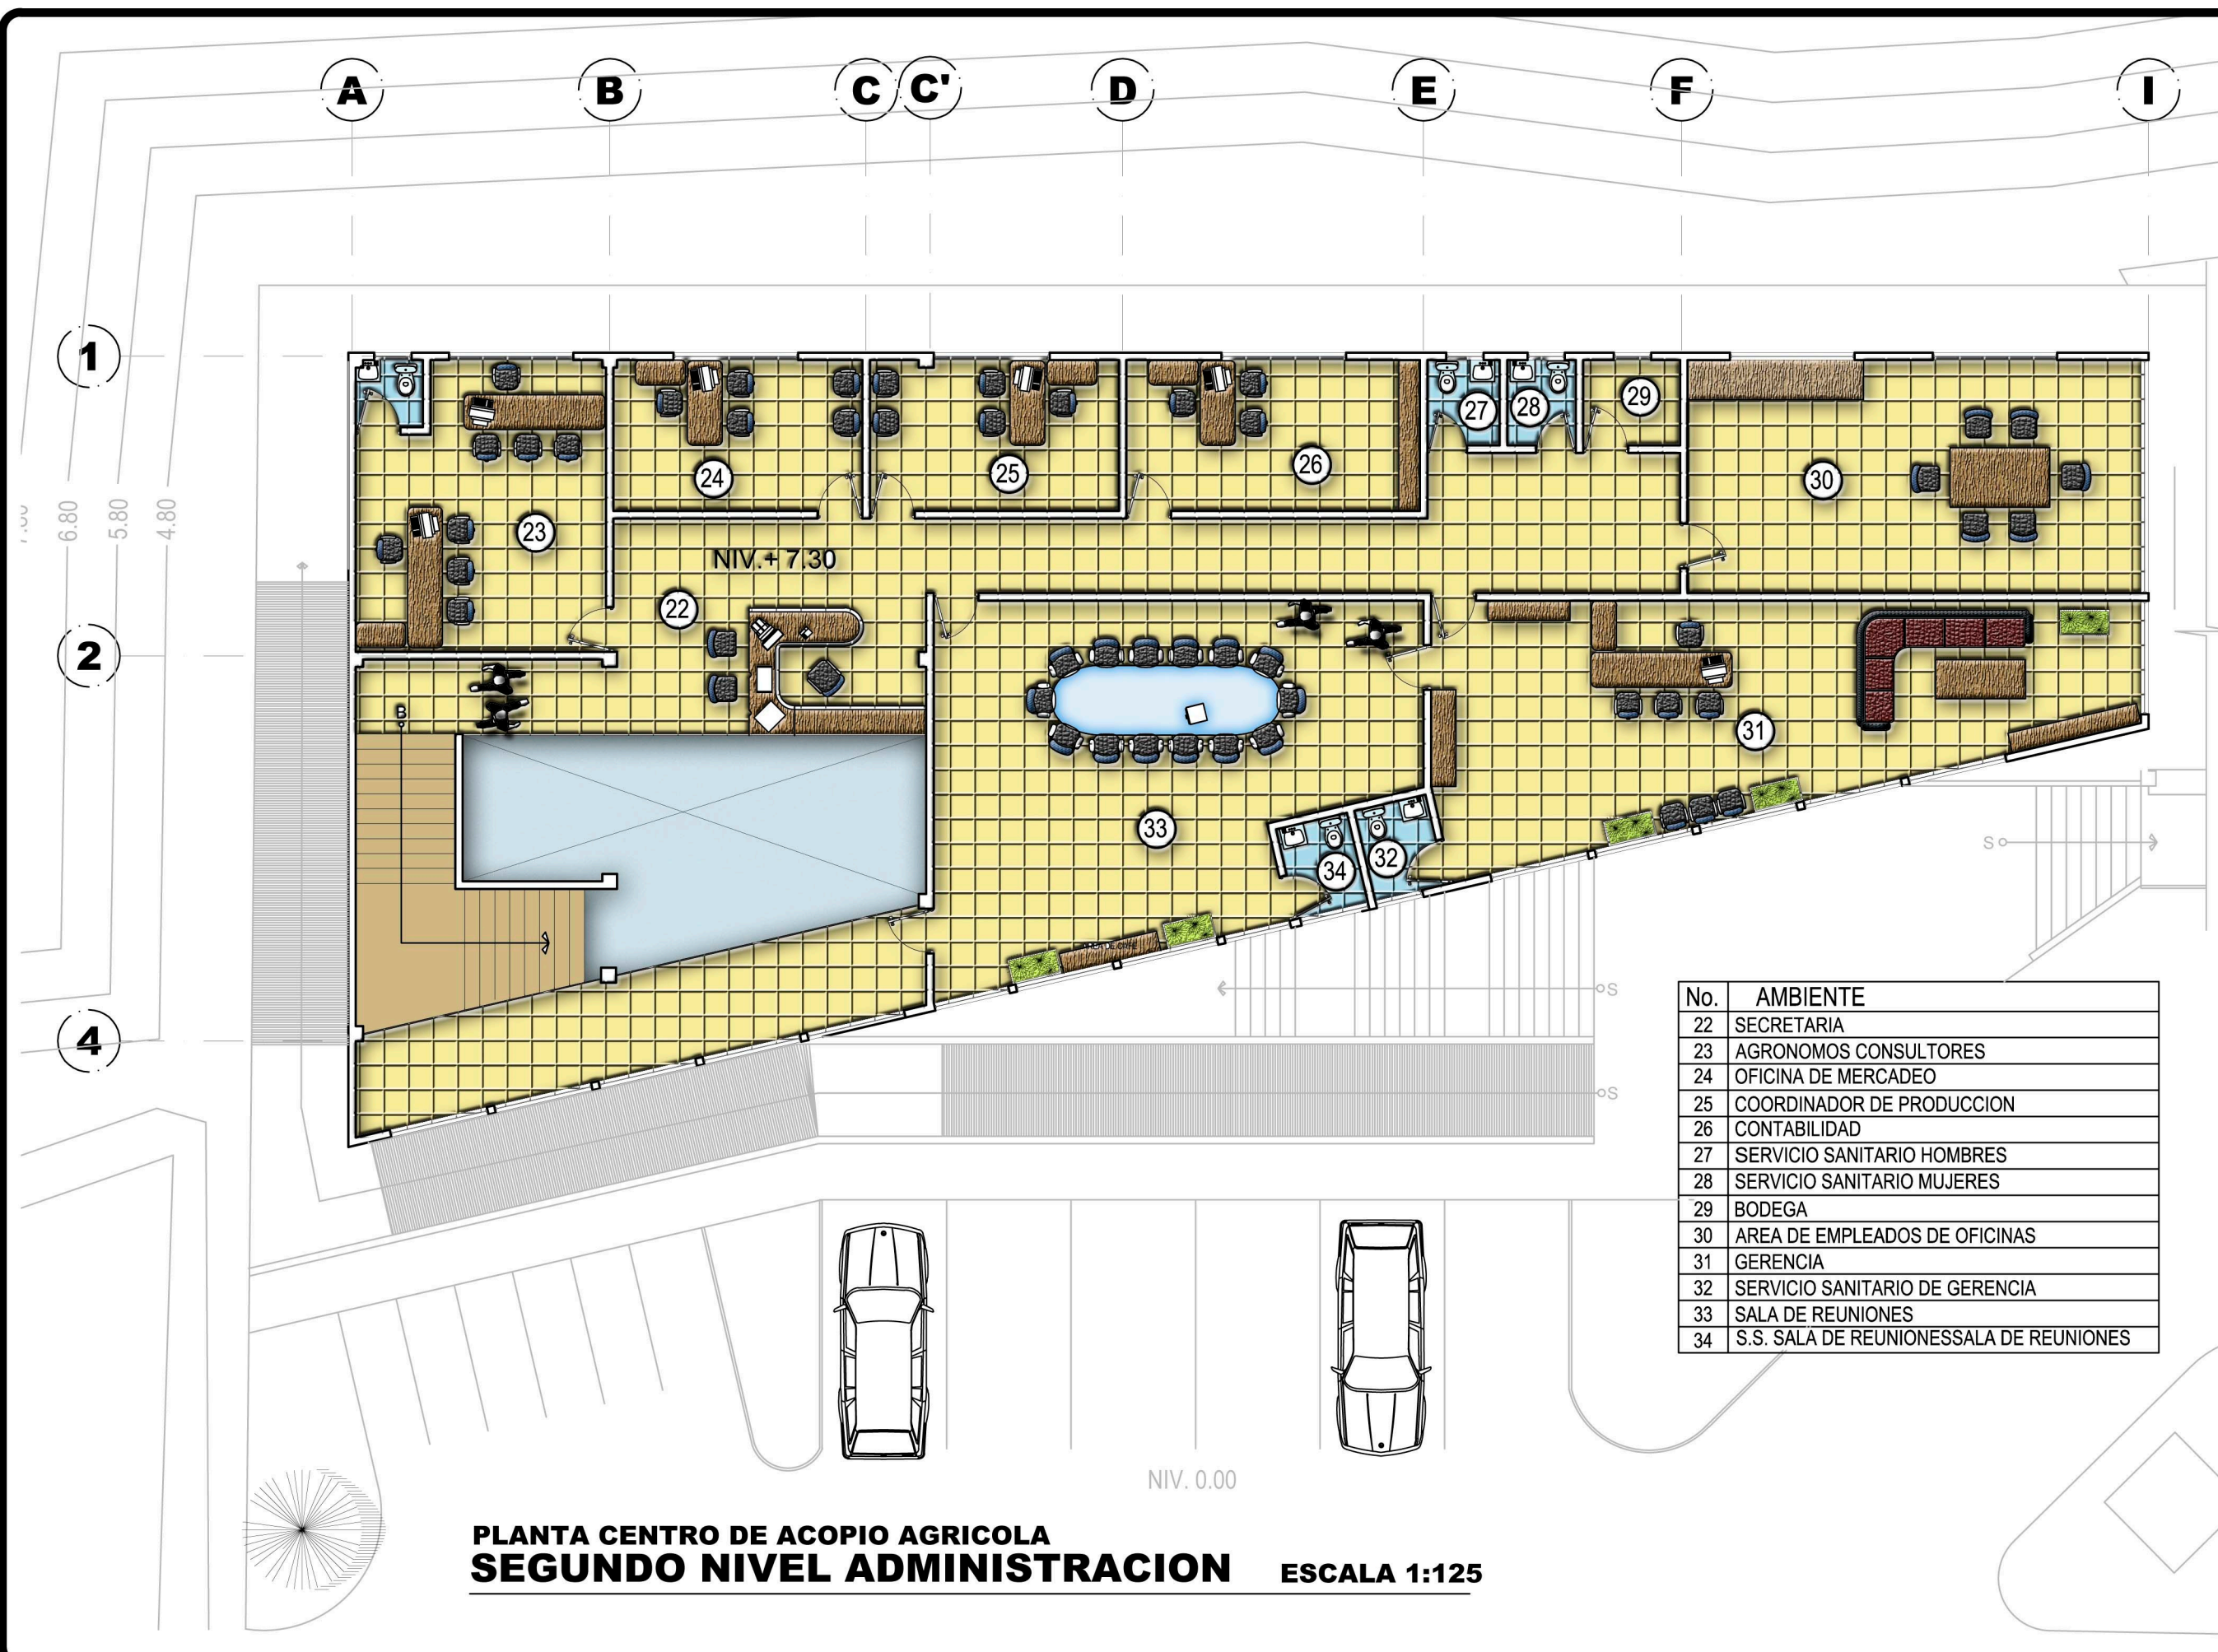 A B C C' D E F I
1
2
4
6.80
5.80
4.80
27
28
29
24
25
26
30
23
NIV.+ 7.30
22
B
31
33
34
32
S
S
S
No. AMBIENTE
22 SECRETARIA
23 AGRONOMOS CONSULTORES
24 OFICINA DE MERCADEO
25 COORDINADOR DE PRODUCCION
26 CONTABILIDAD
27 SERVICIO SANITARIO HOMBRES
28 SERVICIO SANITARIO MUJERES
29 BODEGA
30 AREA DE EMPLEADOS DE OFICINAS
31 GERENCIA
32 SERVICIO SANITARIO DE GERENCIA
33 SALA DE REUNIONES
34 S.S. SALA DE REUNIONESSALA DE REUNIONES
NIV. 0.00
PLANTA CENTRO DE ACOPIO AGRICOLA
SEGUNDO NIVEL ADMINISTRACION ESCALA 1:125